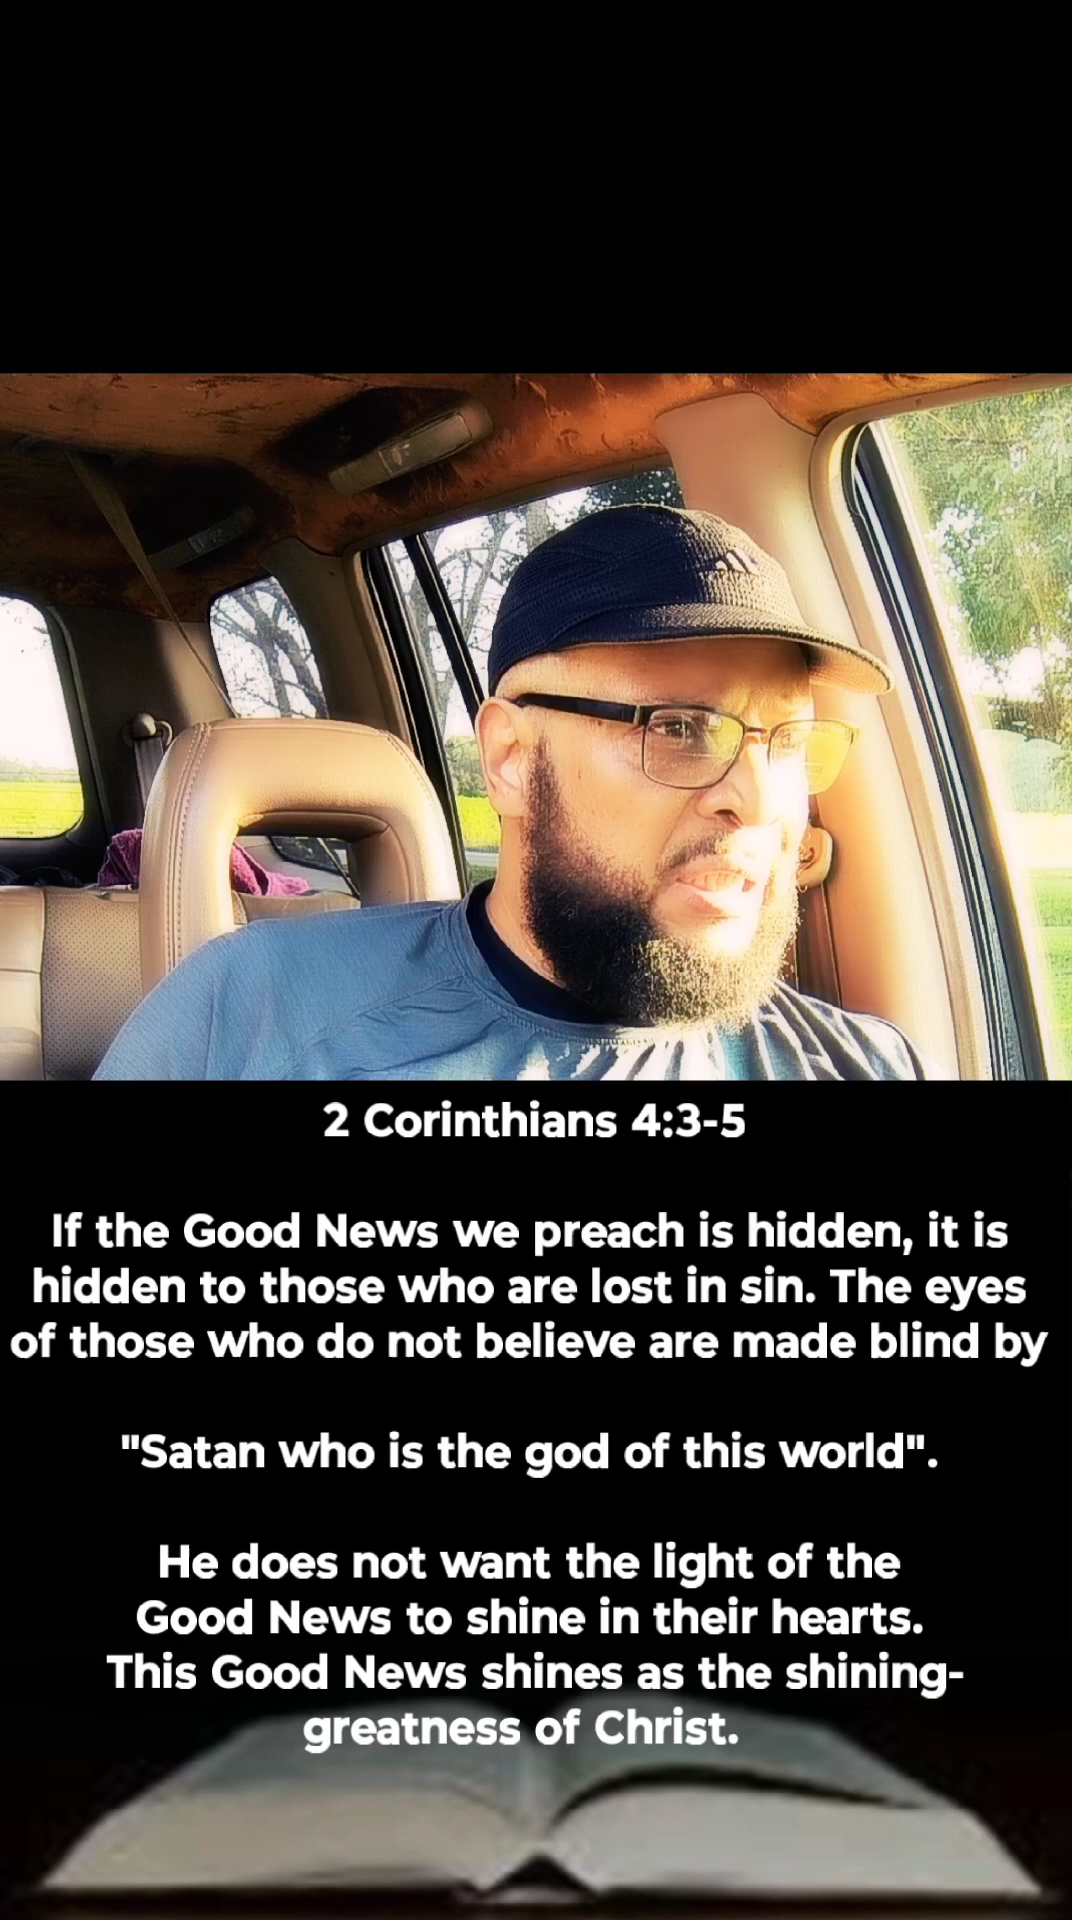 2 Corinthians 4:3-5
If the Good News we preach is hidden, it is
hidden to those who are lost in sin. The eyes
of those who do not believe are made blind by
"Satan who is the god of this world".
He does not want the light of the
Good News to shine in their hearts.
This Good News shines as the shining-
greatness of Christ.